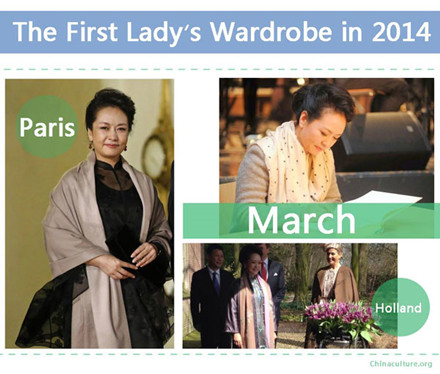 The First Lady's Wardrobe in 2014
Paris
March
Holland
Chinaculture.org